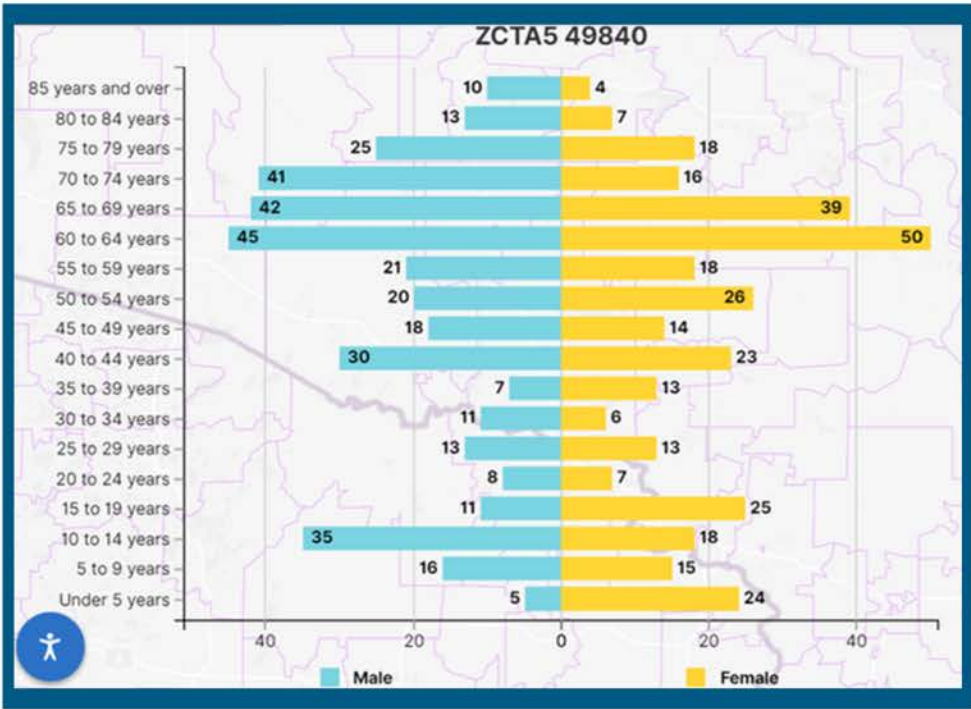 ZCTA5 49840
85 years and over 10 4
80 to 84 years 13 7
75 to 79 years 25 18
70 to 74 years 41 16
65 to 69 years 42 39
60 to 64 years 45 50
55 to 59 years 21 18
50 to 54 years 20 26
45 to 49 years 18 14
40 to 44 years 30 23
35 to 39 years 7 13
30 to 34 years 11 6
25 to 29 years 13 13
20 to 24 years 8 7
15 to 19 years 11 25
10 to 14 years 35 18
5 to 9 years 16 15
Under 5 years 5 24
40 20 0 20 40
Male Female